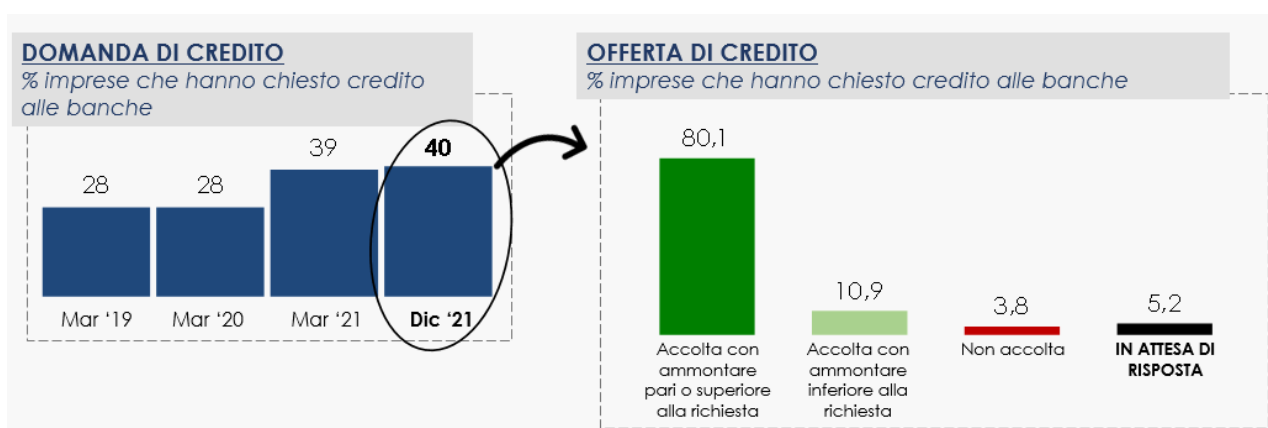 DOMANDA DI CREDITO
% imprese che hanno chiesto credito
alle banche
28
28
39
40
Mar ‘19
Mar ‘20
Mar ‘21
Dic ‘21
OFFERTA DI CREDITO
% imprese che hanno chiesto credito alle banche
80,1
10,9
3,8
5,2
Accolta con
ammontare
pari o superiore
alla richiesta
Accolta con
ammontare
inferiore alla
richiesta
Non accolta
IN ATTESA DI
RISPOSTA